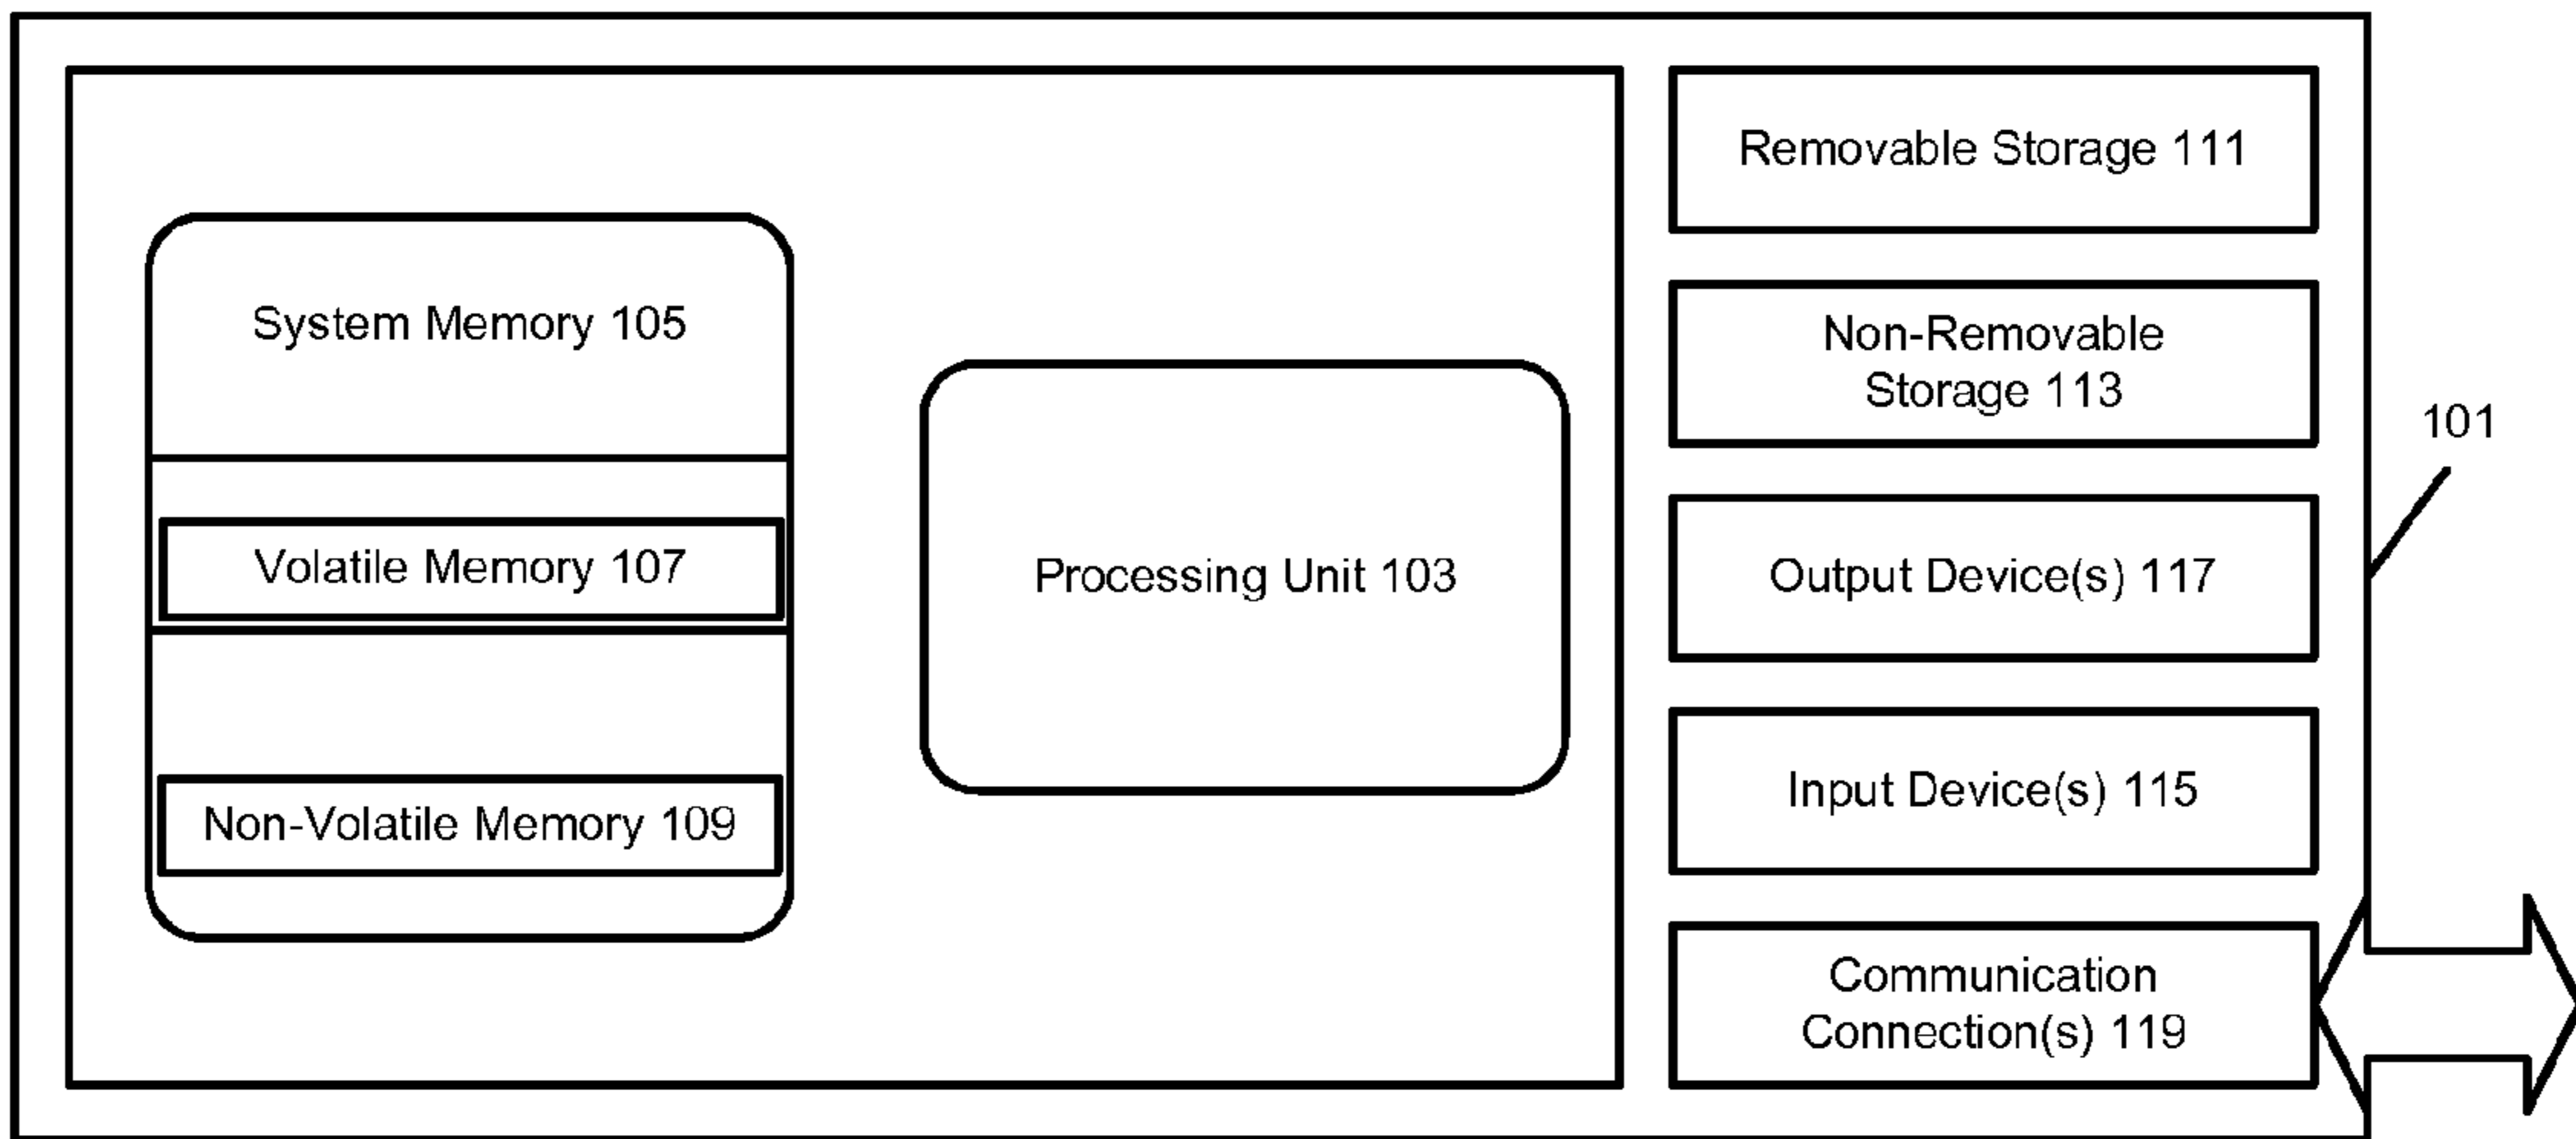 System Memory 105
Volatile Memory 107
Non-Volatile Memory 109
Processing Unit 103
Removable Storage 111
Non-Removable
Storage 113
Output Device(s) 117
Input Device(s) 115
Communication
Connection(s) 119
101